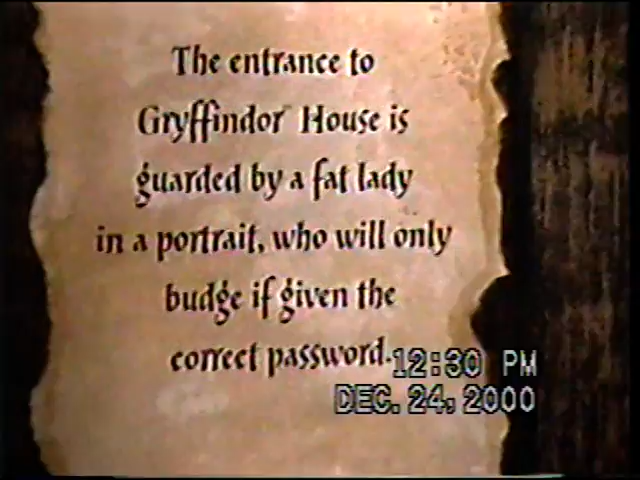 The entrance to
Gryffindor™ House is
guarded by a fat lady
in a portrait, who will only
budge if given the
correct password.
12:30 PM
DEC. 24, 2000